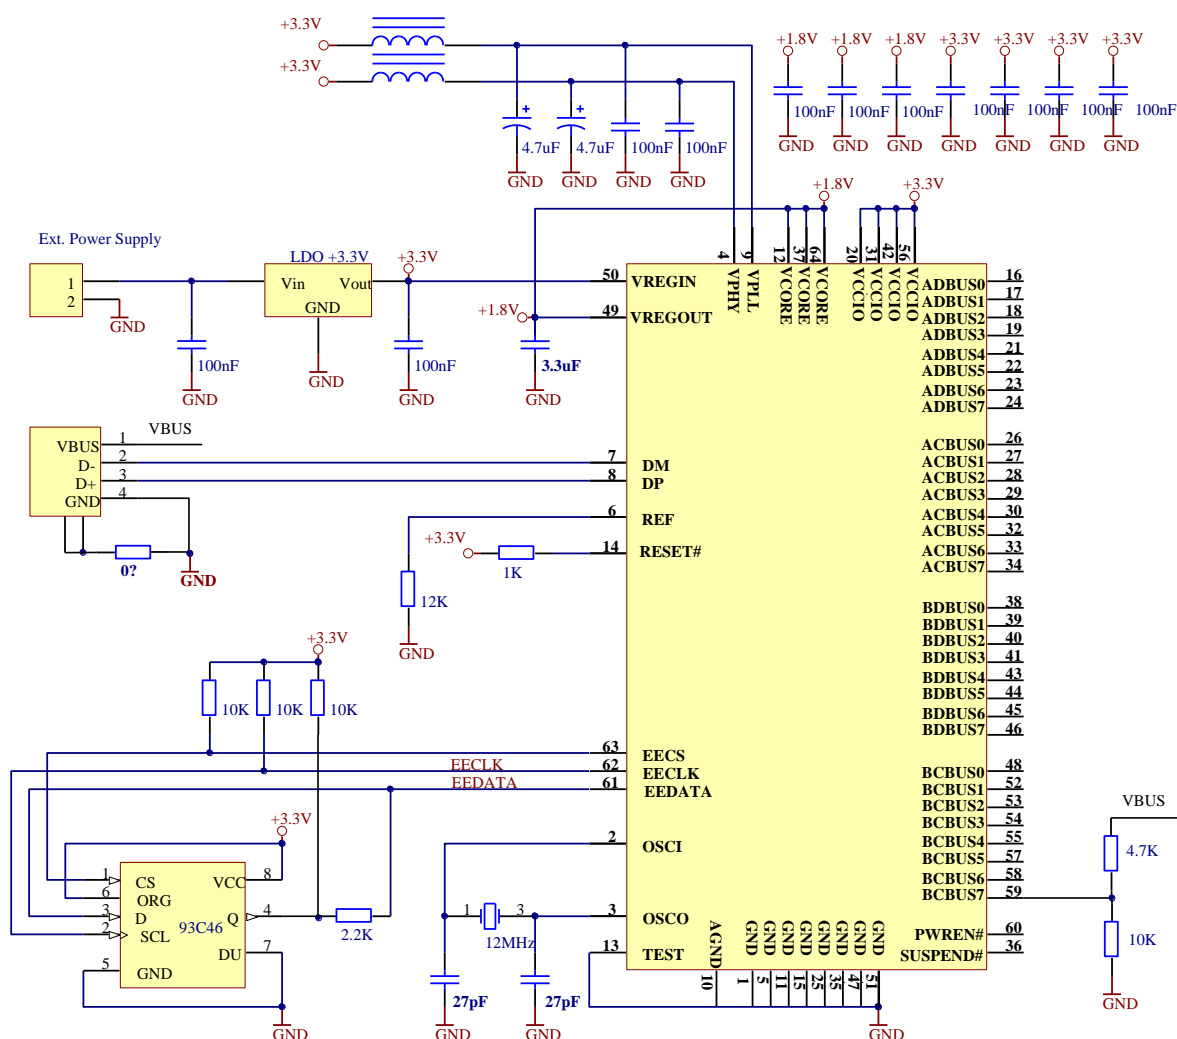 +3.3V
+3.3V
4.7uF
4.7uF
100nF
100nF
GND
GND
GND
GND
+1.8V
+1.8V
+1.8V
+3.3V
+3.3V
+3.3V
+3.3V
100nF
100nF
100nF
100nF
100nF
100nF
100nF
GND
GND
GND
GND
GND
GND
GND
+1.8V
+3.3V
Ext. Power Supply
1
2
GND
LDO +3.3V
Vin
Vout
GND
+3.3V
100nF
GND
GND
100nF
GND
+1.8V
3.3uF
GND
50
VREGIN
49
VREGOUT
4
VPHY
9
VPLL
12
VCORE
37
VCORE
64
VCORE
20
VCCIO
31
VCCIO
42
VCCIO
56
VCCIO
ADBUS0
16
ADBUS1
17
ADBUS2
18
ADBUS3
19
ADBUS4
21
ADBUS5
22
ADBUS6
23
ADBUS7
24
ACBUS0
26
ACBUS1
27
ACBUS2
28
ACBUS3
29
ACBUS4
30
ACBUS5
32
ACBUS6
33
ACBUS7
34
BDBUS0
38
BDBUS1
39
BDBUS2
40
BDBUS3
41
BDBUS4
43
BDBUS5
44
BDBUS6
45
BDBUS7
46
BCBUS0
48
BCBUS1
52
BCBUS2
53
BCBUS3
54
BCBUS4
55
BCBUS5
57
BCBUS6
58
BCBUS7
59
PWREN#
60
SUSPEND#
36
VBUS
1
VBUS
D-
2
D+
3
GND
4
0?
GND
7
DM
8
DP
6
REF
14
RESET#
+3.3V
1K
12K
GND
+3.3V
10K
10K
10K
63
EECS
EECLK
62
EECLK
EEDATA
61
EEDATA
2
OSCI
3
OSCO
13
TEST
+3.3V
1
CS
6
ORG
3
D
2
SCL
5
GND
93C46
VCC
8
Q
4
DU
7
2.2K
GND
1
3
12MHz
27pF
27pF
GND
GND
AGND
10
GND
1
GND
5
GND
11
GND
15
GND
25
GND
35
GND
47
GND
51
GND
VBUS
4.7K
10K
GND